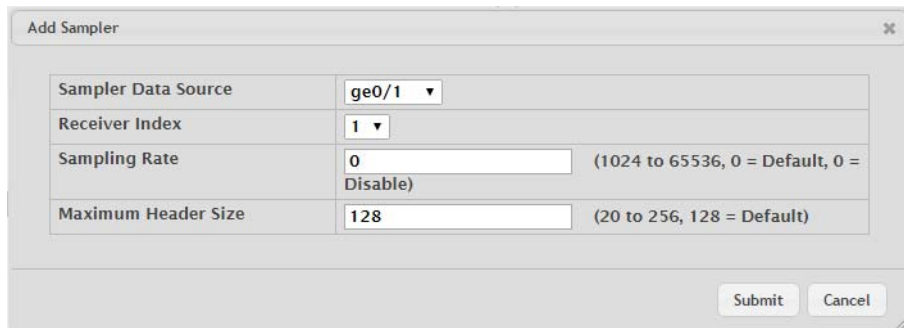 Add Sampler
Sampler Data Source ge0/1
Receiver Index 1
Sampling Rate 0 (1024 to 65536, 0 = Default, 0 =
Disable)
Maximum Header Size 128 (20 to 256, 128 = Default)
Submit Cancel